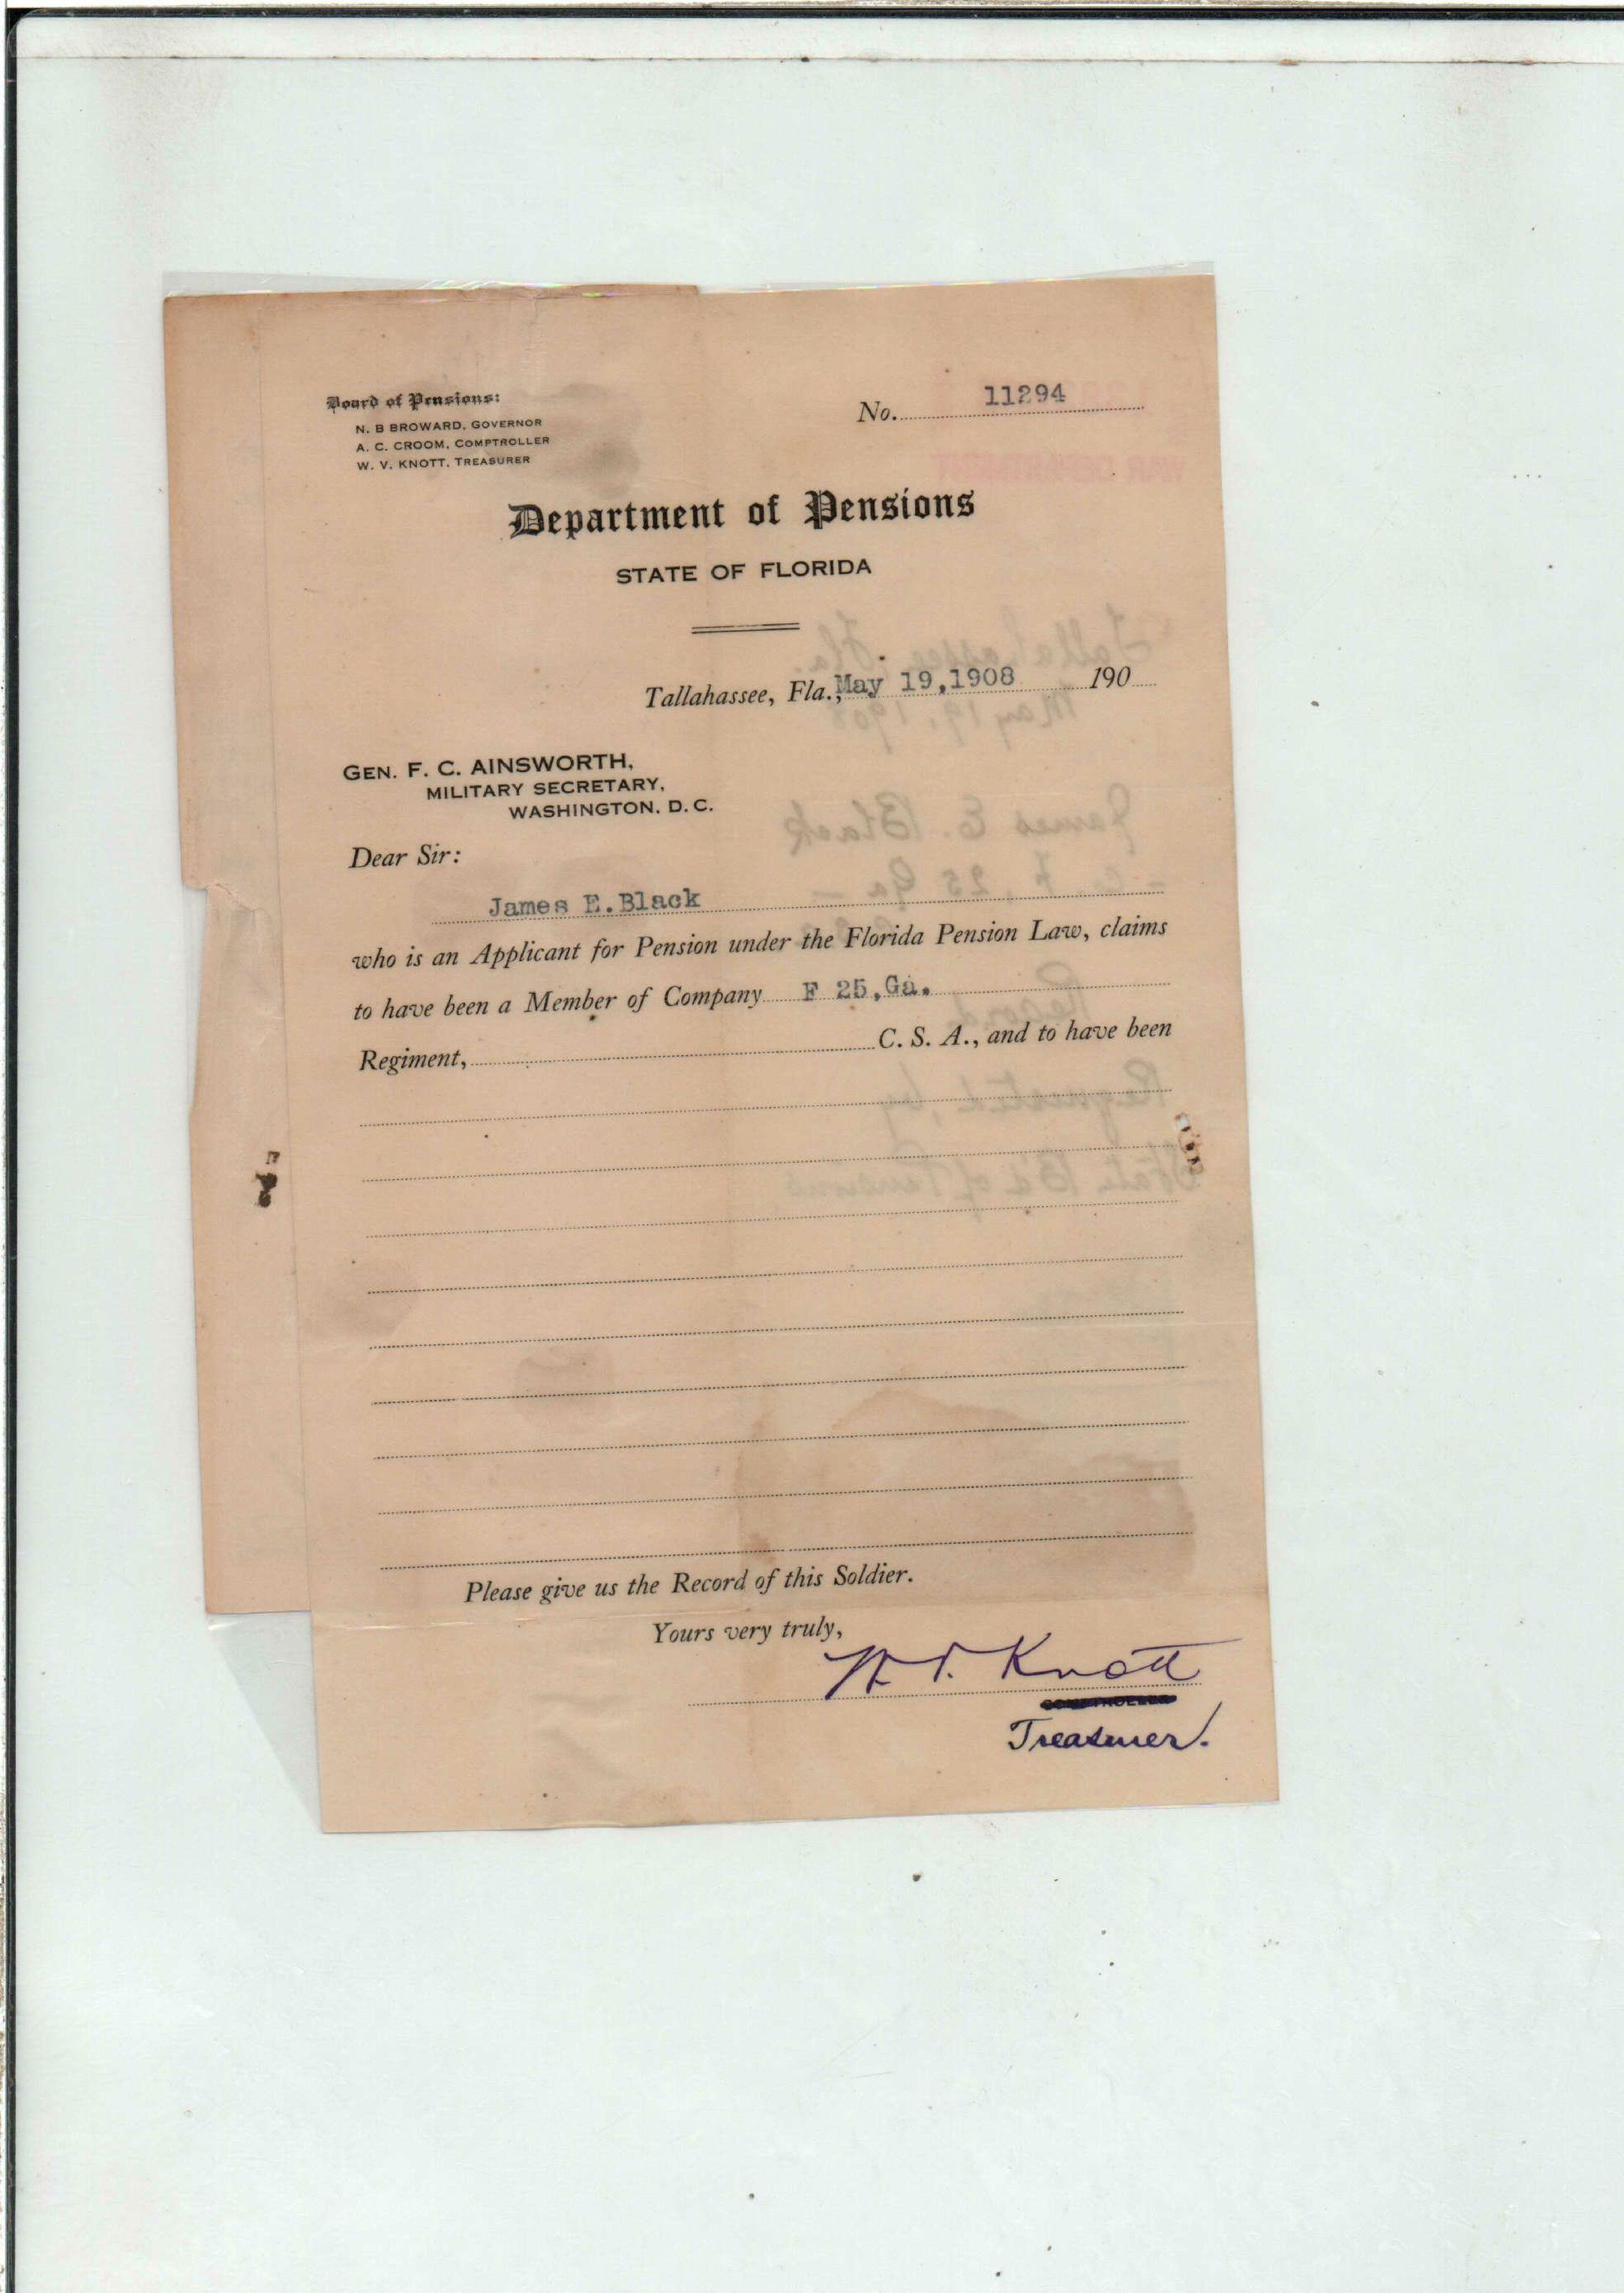 Board of Pensions:
N. B BROWARD, GOVERNOR
A. C. CROOM, COMPTROLLER
W. V. KNOTT, TREASURER
No. 11294
Department of Pensions
STATE OF FLORIDA
Tallahassee, Fla., May 19,1908 190
GEN. F. C. AINSWORTH,
MILITARY SECRETARY,
WASHINGTON, D. C.
Dear Sir:
James E.Black
who is an Applicant for Pension under the Florida Pension Law, claims
to have been a Member of Company F 25,Ga.
Regiment, C. S. A., and to have been
Please give us the Record of this Soldier.
Yours very truly,
W. V. Knott
COMPTROLLER
Treasurer.